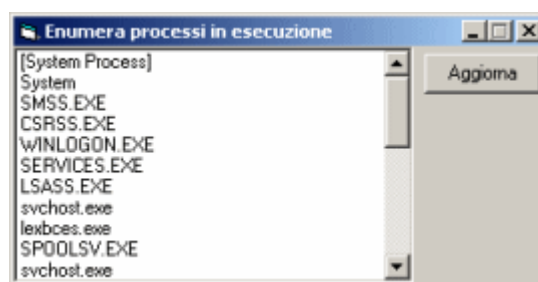 Enumera processi in esecuzione
[System Process]
Aggiorna
System
SMSS.EXE
CSRSS.EXE
WINLOGON.EXE
SERVICES.EXE
LSASS.EXE
svchost.exe
lexbces.exe
SPOOLSV.EXE
svchost.exe